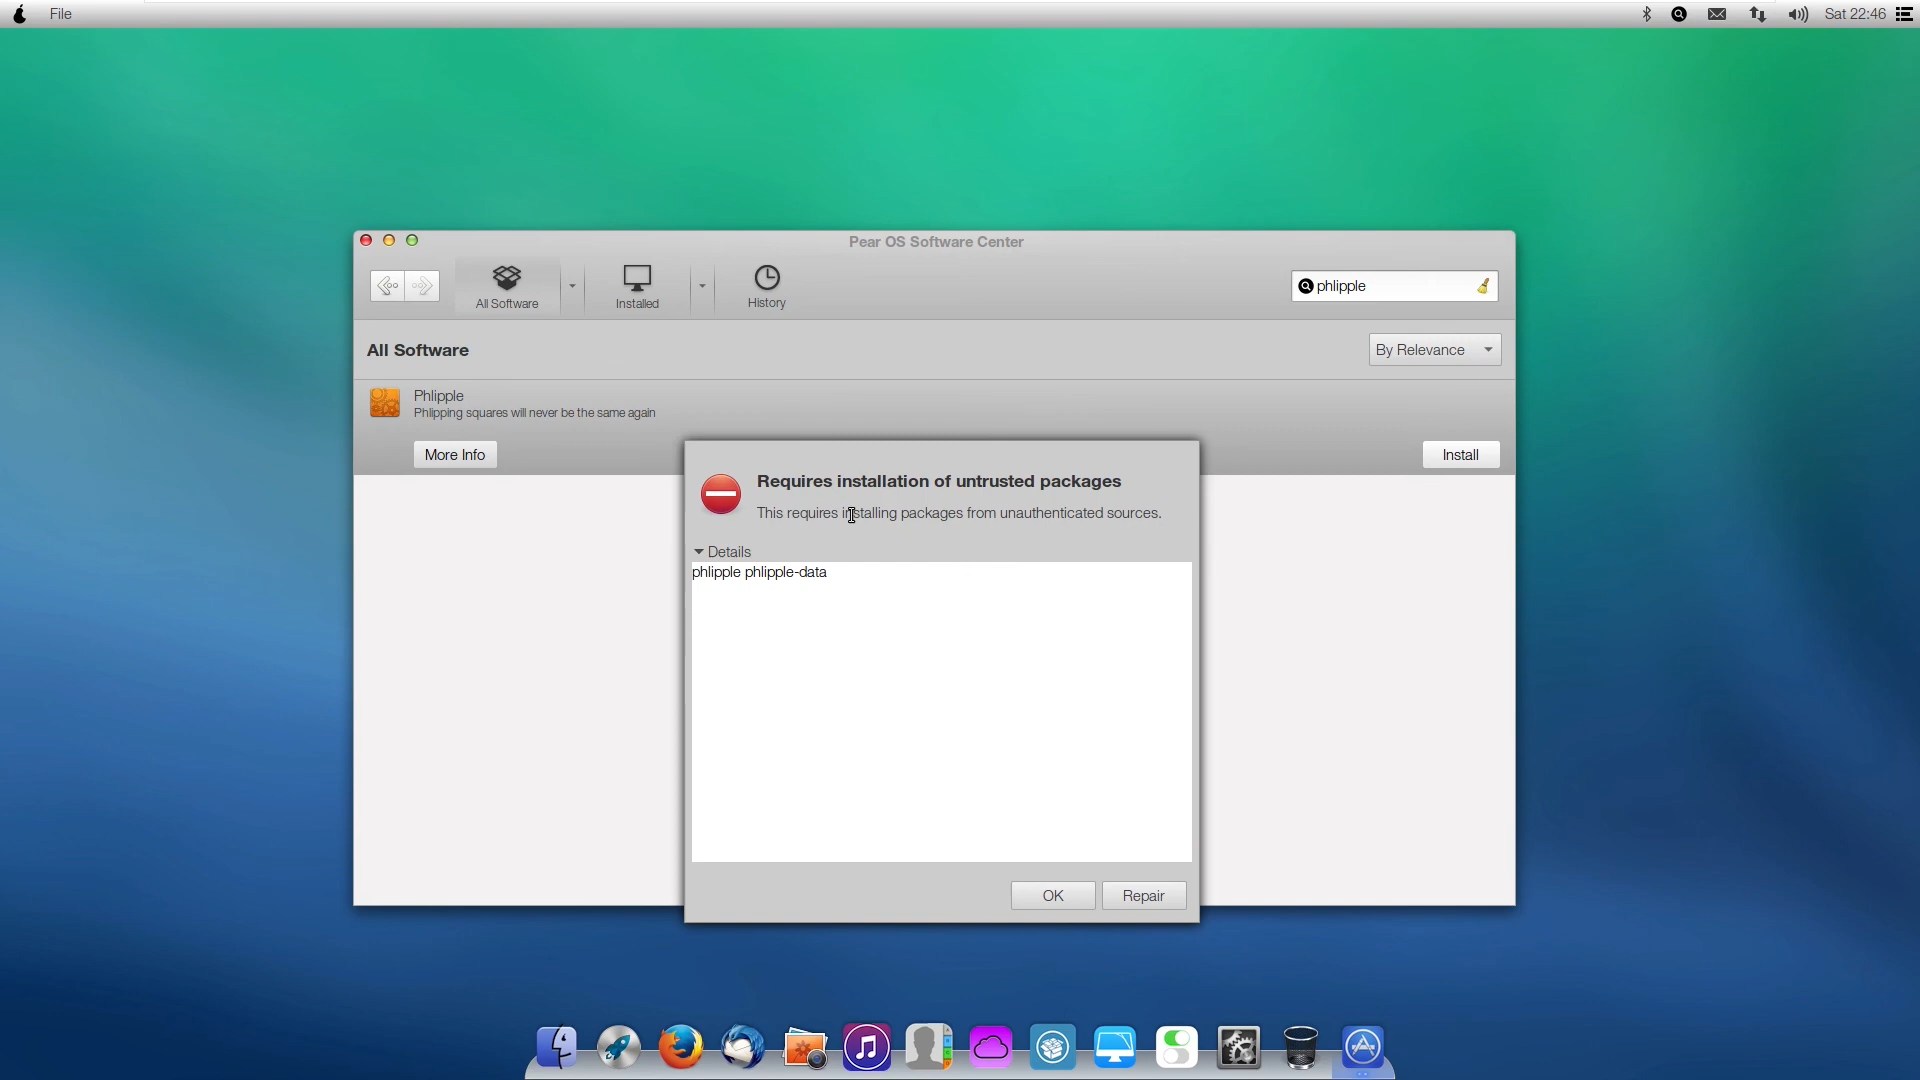 File
Sat 22:46
Pear OS Software Center
All Software
Installed
History
phlipple
All Software
By Relevance
Phlipple
Phlipping squares will never be the same again
More Info
Install
Requires installation of untrusted packages
This requires installing packages from unauthenticated sources.
Details
phlipple phlipple-data
OK
Repair